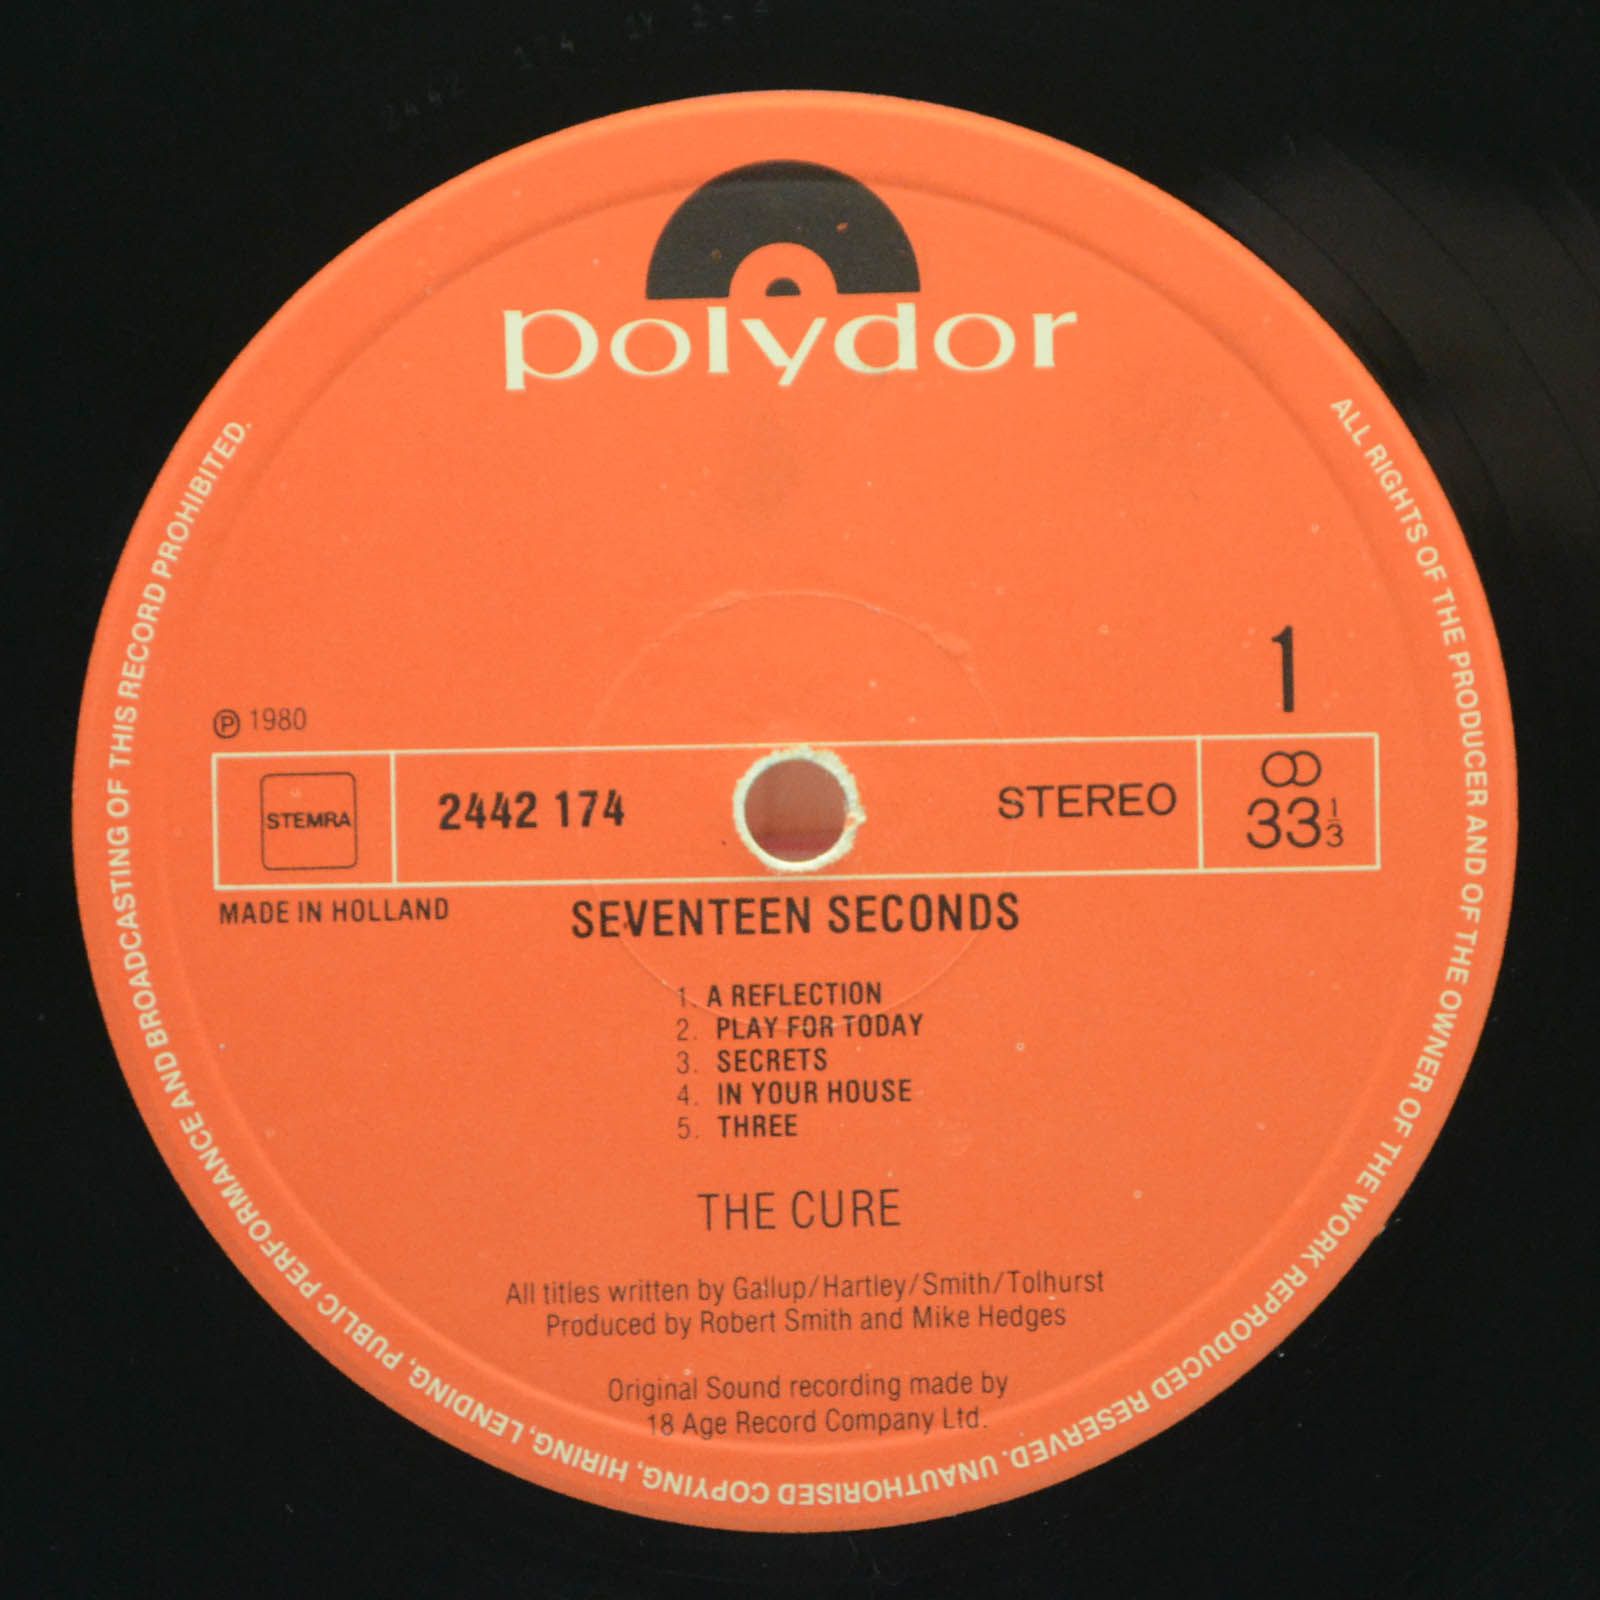 polydor
1
℗ 1980
STEMRA
2442 174
STEREO
33 1/3
MADE IN HOLLAND
SEVENTEEN SECONDS
1. A REFLECTION
2. PLAY FOR TODAY
3. SECRETS
4. IN YOUR HOUSE
5. THREE
THE CURE
All titles written by Gallup/Hartley/Smith/Tolhurst
Produced by Robert Smith and Mike Hedges
Original Sound recording made by
18 Age Record Company Ltd.
ALL RIGHTS OF THE PRODUCER AND OF THE OWNER OF THE WORK REPRODUCED RESERVED. UNAUTHORISED COPYING, HIRING, LENDING, PUBLIC PERFORMANCE AND BROADCASTING OF THIS RECORD PROHIBITED.